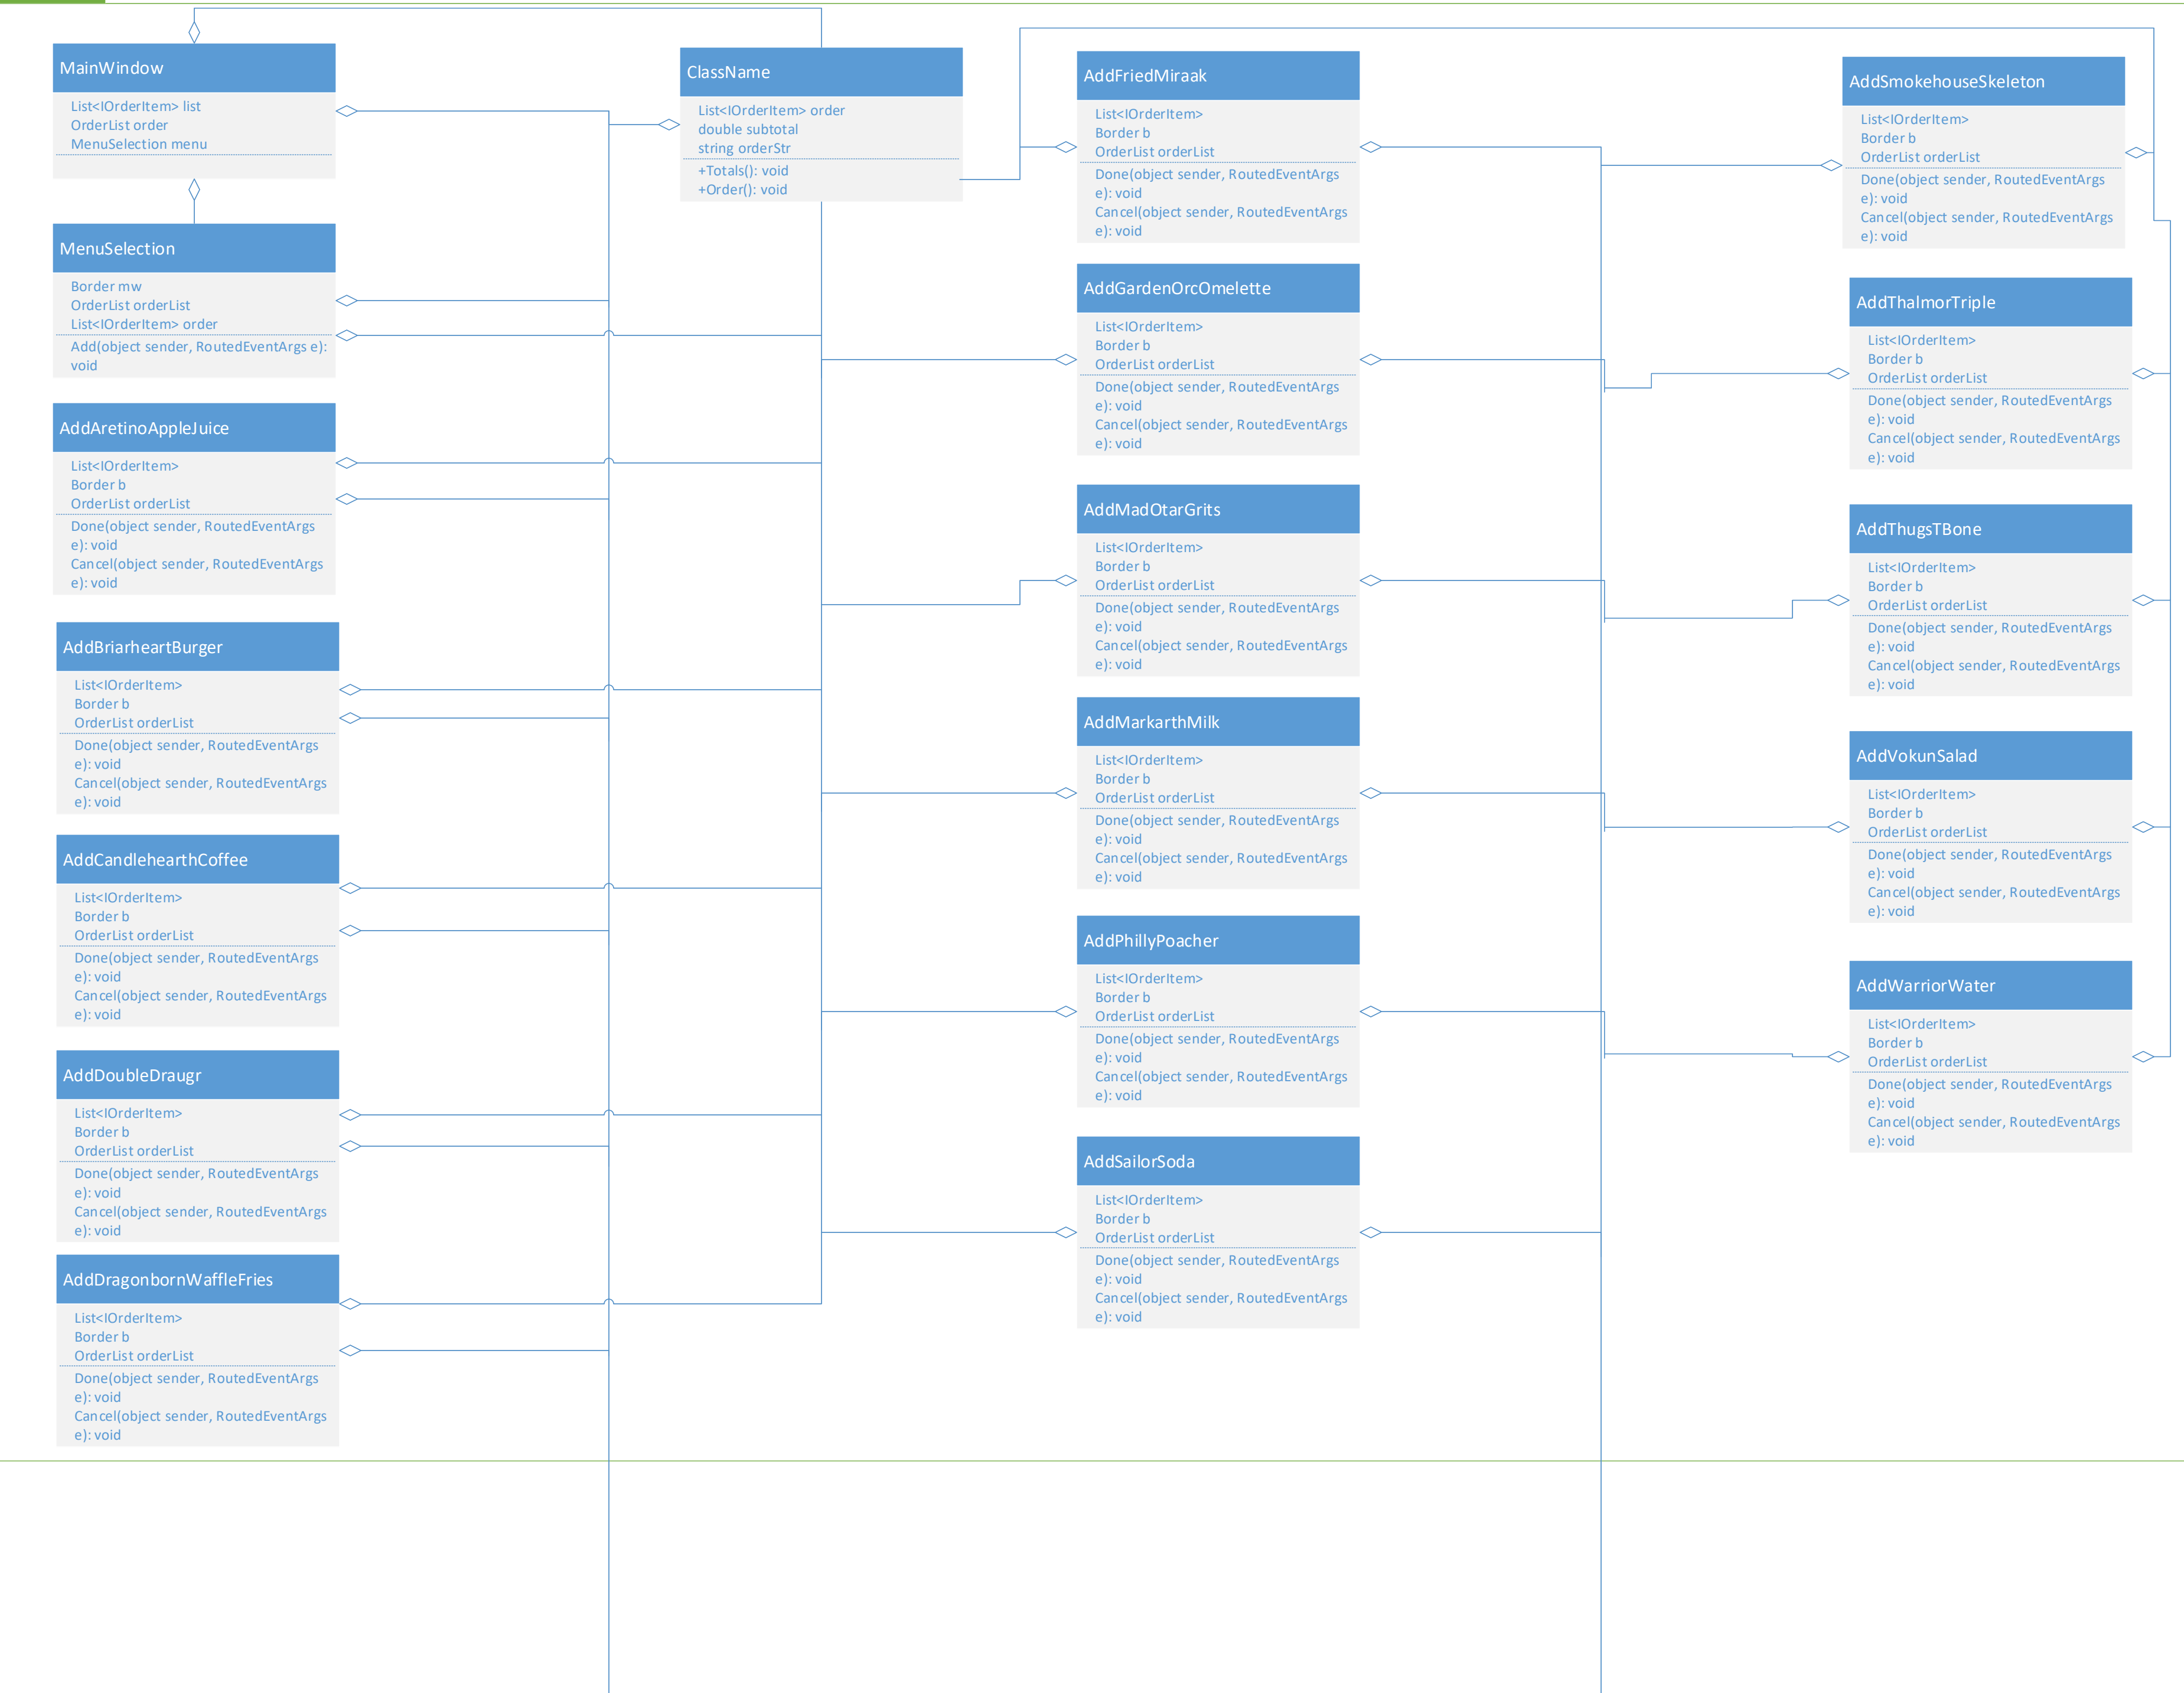 MainWindow
List<IOrderItem> list
OrderList order
MenuSelection menu
MenuSelection
Border mw
OrderList orderList
List<IOrderItem> order
Add(object sender, RoutedEventArgs e):
void
AddAretinoAppleJuice
List<IOrderItem>
Border b
OrderList orderList
Done(object sender, RoutedEventArgs
e): void
Cancel(object sender, RoutedEventArgs
e): void
AddBriarheartBurger
List<IOrderItem>
Border b
OrderList orderList
Done(object sender, RoutedEventArgs
e): void
Cancel(object sender, RoutedEventArgs
e): void
AddCandlehearthCoffee
List<IOrderItem>
Border b
OrderList orderList
Done(object sender, RoutedEventArgs
e): void
Cancel(object sender, RoutedEventArgs
e): void
AddDoubleDraugr
List<IOrderItem>
Border b
OrderList orderList
Done(object sender, RoutedEventArgs
e): void
Cancel(object sender, RoutedEventArgs
e): void
AddDragonbornWaffleFries
List<IOrderItem>
Border b
OrderList orderList
Done(object sender, RoutedEventArgs
e): void
Cancel(object sender, RoutedEventArgs
e): void
ClassName
List<IOrderItem> order
double subtotal
string orderStr
+Totals(): void
+Order(): void
AddFriedMiraak
List<IOrderItem>
Border b
OrderList orderList
Done(object sender, RoutedEventArgs
e): void
Cancel(object sender, RoutedEventArgs
e): void
AddGardenOrcOmelette
List<IOrderItem>
Border b
OrderList orderList
Done(object sender, RoutedEventArgs
e): void
Cancel(object sender, RoutedEventArgs
e): void
AddMadOtarGrits
List<IOrderItem>
Border b
OrderList orderList
Done(object sender, RoutedEventArgs
e): void
Cancel(object sender, RoutedEventArgs
e): void
AddMarkarthMilk
List<IOrderItem>
Border b
OrderList orderList
Done(object sender, RoutedEventArgs
e): void
Cancel(object sender, RoutedEventArgs
e): void
AddPhillyPoacher
List<IOrderItem>
Border b
OrderList orderList
Done(object sender, RoutedEventArgs
e): void
Cancel(object sender, RoutedEventArgs
e): void
AddSailorSoda
List<IOrderItem>
Border b
OrderList orderList
Done(object sender, RoutedEventArgs
e): void
Cancel(object sender, RoutedEventArgs
e): void
AddSmokehouseSkeleton
List<IOrderItem>
Border b
OrderList orderList
Done(object sender, RoutedEventArgs
e): void
Cancel(object sender, RoutedEventArgs
e): void
AddThalmorTriple
List<IOrderItem>
Border b
OrderList orderList
Done(object sender, RoutedEventArgs
e): void
Cancel(object sender, RoutedEventArgs
e): void
AddThugsTBone
List<IOrderItem>
Border b
OrderList orderList
Done(object sender, RoutedEventArgs
e): void
Cancel(object sender, RoutedEventArgs
e): void
AddVokunSalad
List<IOrderItem>
Border b
OrderList orderList
Done(object sender, RoutedEventArgs
e): void
Cancel(object sender, RoutedEventArgs
e): void
AddWarriorWater
List<IOrderItem>
Border b
OrderList orderList
Done(object sender, RoutedEventArgs
e): void
Cancel(object sender, RoutedEventArgs
e): void